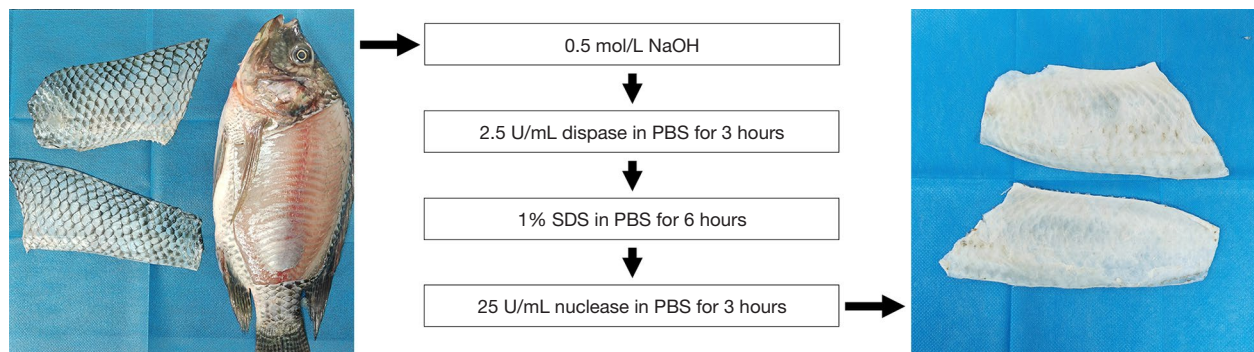 0.5 mol/L NaOH
2.5 U/mL dispase in PBS for 3 hours
1% SDS in PBS for 6 hours
25 U/mL nuclease in PBS for 3 hours